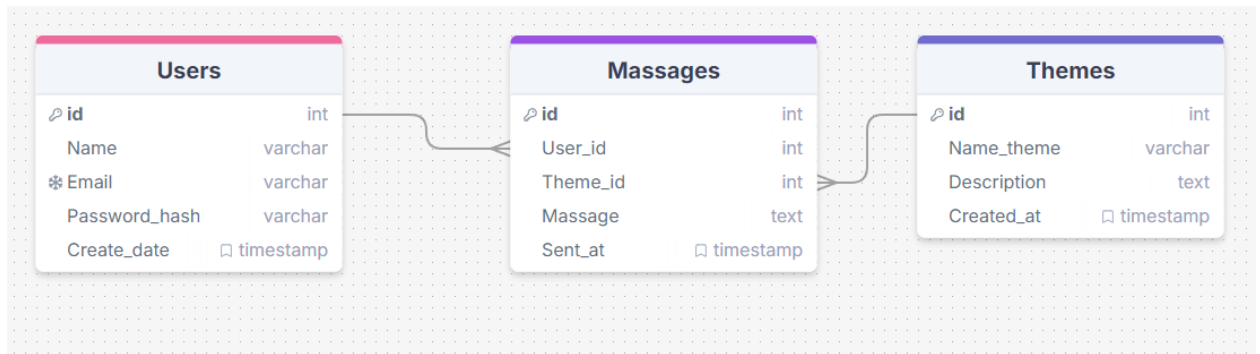 Users
id int
Name varchar
Email varchar
Password_hash varchar
Create_date timestamp
Massages
id int
User_id int
Theme_id int
Massage text
Sent_at timestamp
Themes
id int
Name_theme varchar
Description text
Created_at timestamp